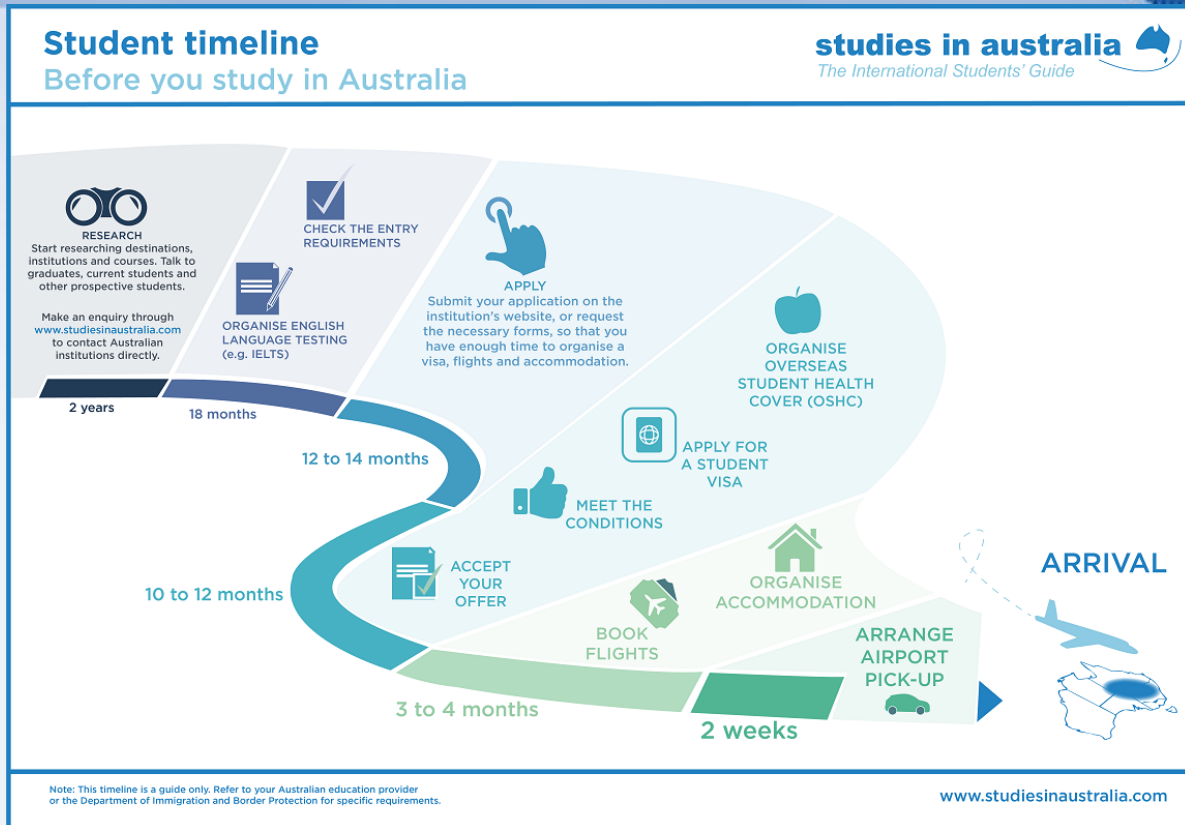 Student timeline
Before you study in Australia
studies in australia
The International Students' Guide
RESEARCH
Start researching destinations,
institutions and courses. Talk to
graduates, current students and
other prospective students.
Make an enquiry through
www.studiesinaustralia.com
to contact Australian
institutions directly.
2 years
CHECK THE ENTRY
REQUIREMENTS
ORGANISE ENGLISH
LANGUAGE TESTING
(e.g. IELTS)
18 months
APPLY
Submit your application on the
institution's website, or request
the necessary forms, so that you
have enough time to organise a
visa, flights and accommodation.
12 to 14 months
ORGANISE
OVERSEAS
STUDENT HEALTH
COVER (OSHC)
APPLY FOR
A STUDENT
VISA
MEET THE
CONDITIONS
ACCEPT
YOUR
OFFER
10 to 12 months
ORGANISE
ACCOMMODATION
BOOK
FLIGHTS
3 to 4 months
ARRANGE
AIRPORT
PICK-UP
2 weeks
ARRIVAL
Note: This timeline is a guide only. Refer to your Australian education provider
or the Department of Immigration and Border Protection for specific requirements.
www.studiesinaustralia.com